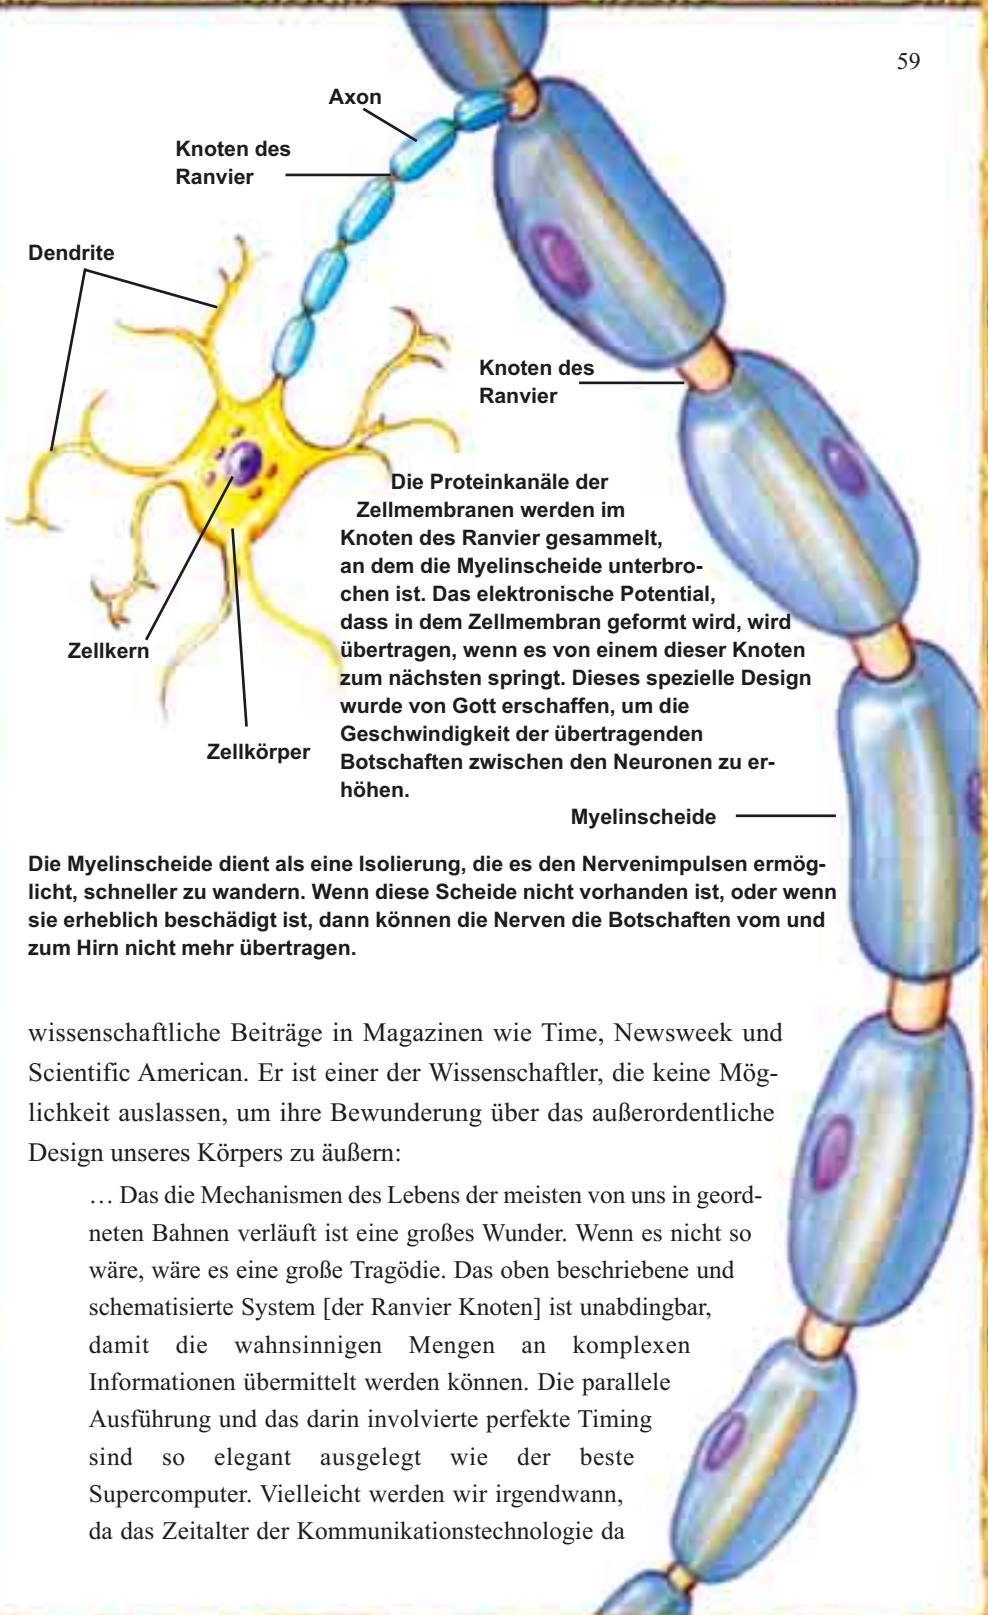 59
Axon
Knoten des
Ranvier
Dendrite
Knoten des
Ranvier
Die Proteinkanäle der
Zellmembranen werden im
Knoten des Ranvier gesammelt,
an dem die Myelinscheide unterbro-
chen ist. Das elektronische Potential,
dass in dem Zellmembran geformt wird, wird
übertragen, wenn es von einem dieser Knoten
zum nächsten springt. Dieses spezielle Design
wurde von Gott erschaffen, um die
Geschwindigkeit der übertragenden
Botschaften zwischen den Neuronen zu er-
höhen.
Zellkern
Zellkörper
Myelinscheide
Die Myelinscheide dient als eine Isolierung, die es den Nervenimpulsen ermög-
licht, schneller zu wandern. Wenn diese Scheide nicht vorhanden ist, oder wenn
sie erheblich beschädigt ist, dann können die Nerven die Botschaften vom und
zum Hirn nicht mehr übertragen.
wissenschaftliche Beiträge in Magazinen wie Time, Newsweek und
Scientific American. Er ist einer der Wissenschaftler, die keine Mög-
lichkeit auslassen, um ihre Bewunderung über das außerordentliche
Design unseres Körpers zu äußern:
… Das die Mechanismen des Lebens der meisten von uns in geord-
neten Bahnen verläuft ist eine großes Wunder. Wenn es nicht so
wäre, wäre es eine große Tragödie. Das oben beschriebene und
schematisierte System [der Ranvier Knoten] ist unabdingbar,
damit die wahnsinnigen Mengen an komplexen
Informationen übermittelt werden können. Die parallele
Ausführung und das darin involvierte perfekte Timing
sind so elegant ausgelegt wie der beste
Supercomputer. Vielleicht werden wir irgendwann,
da das Zeitalter der Kommunikationstechnologie da